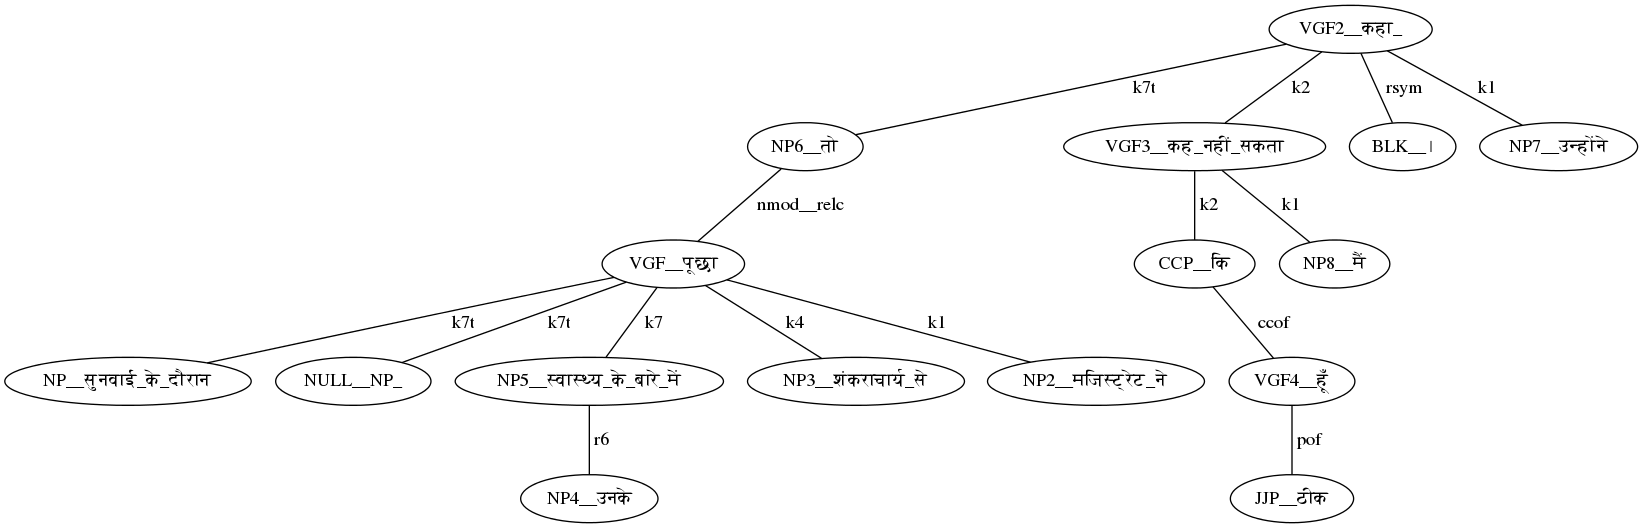 VGF2__कहा_
k7t k2 rsym k1
NP6__तो VGF3__कह_नहीं_सकता BLK__। NP7__उन्होंने
nmod__relc k2 k1
VGF__पूछा CCP__कि NP8__मैं
k7t k7t k7 k4 k1 ccof
NP__सुनवाई_के_दौरान NULL__NP_ NP5__स्वास्थ्य_के_बारे_में NP3__शंकराचार्य_से NP2__मजिस्ट्रेट_ने VGF4__हूँ
r6 pof
NP4__उनके JJP__ठीक